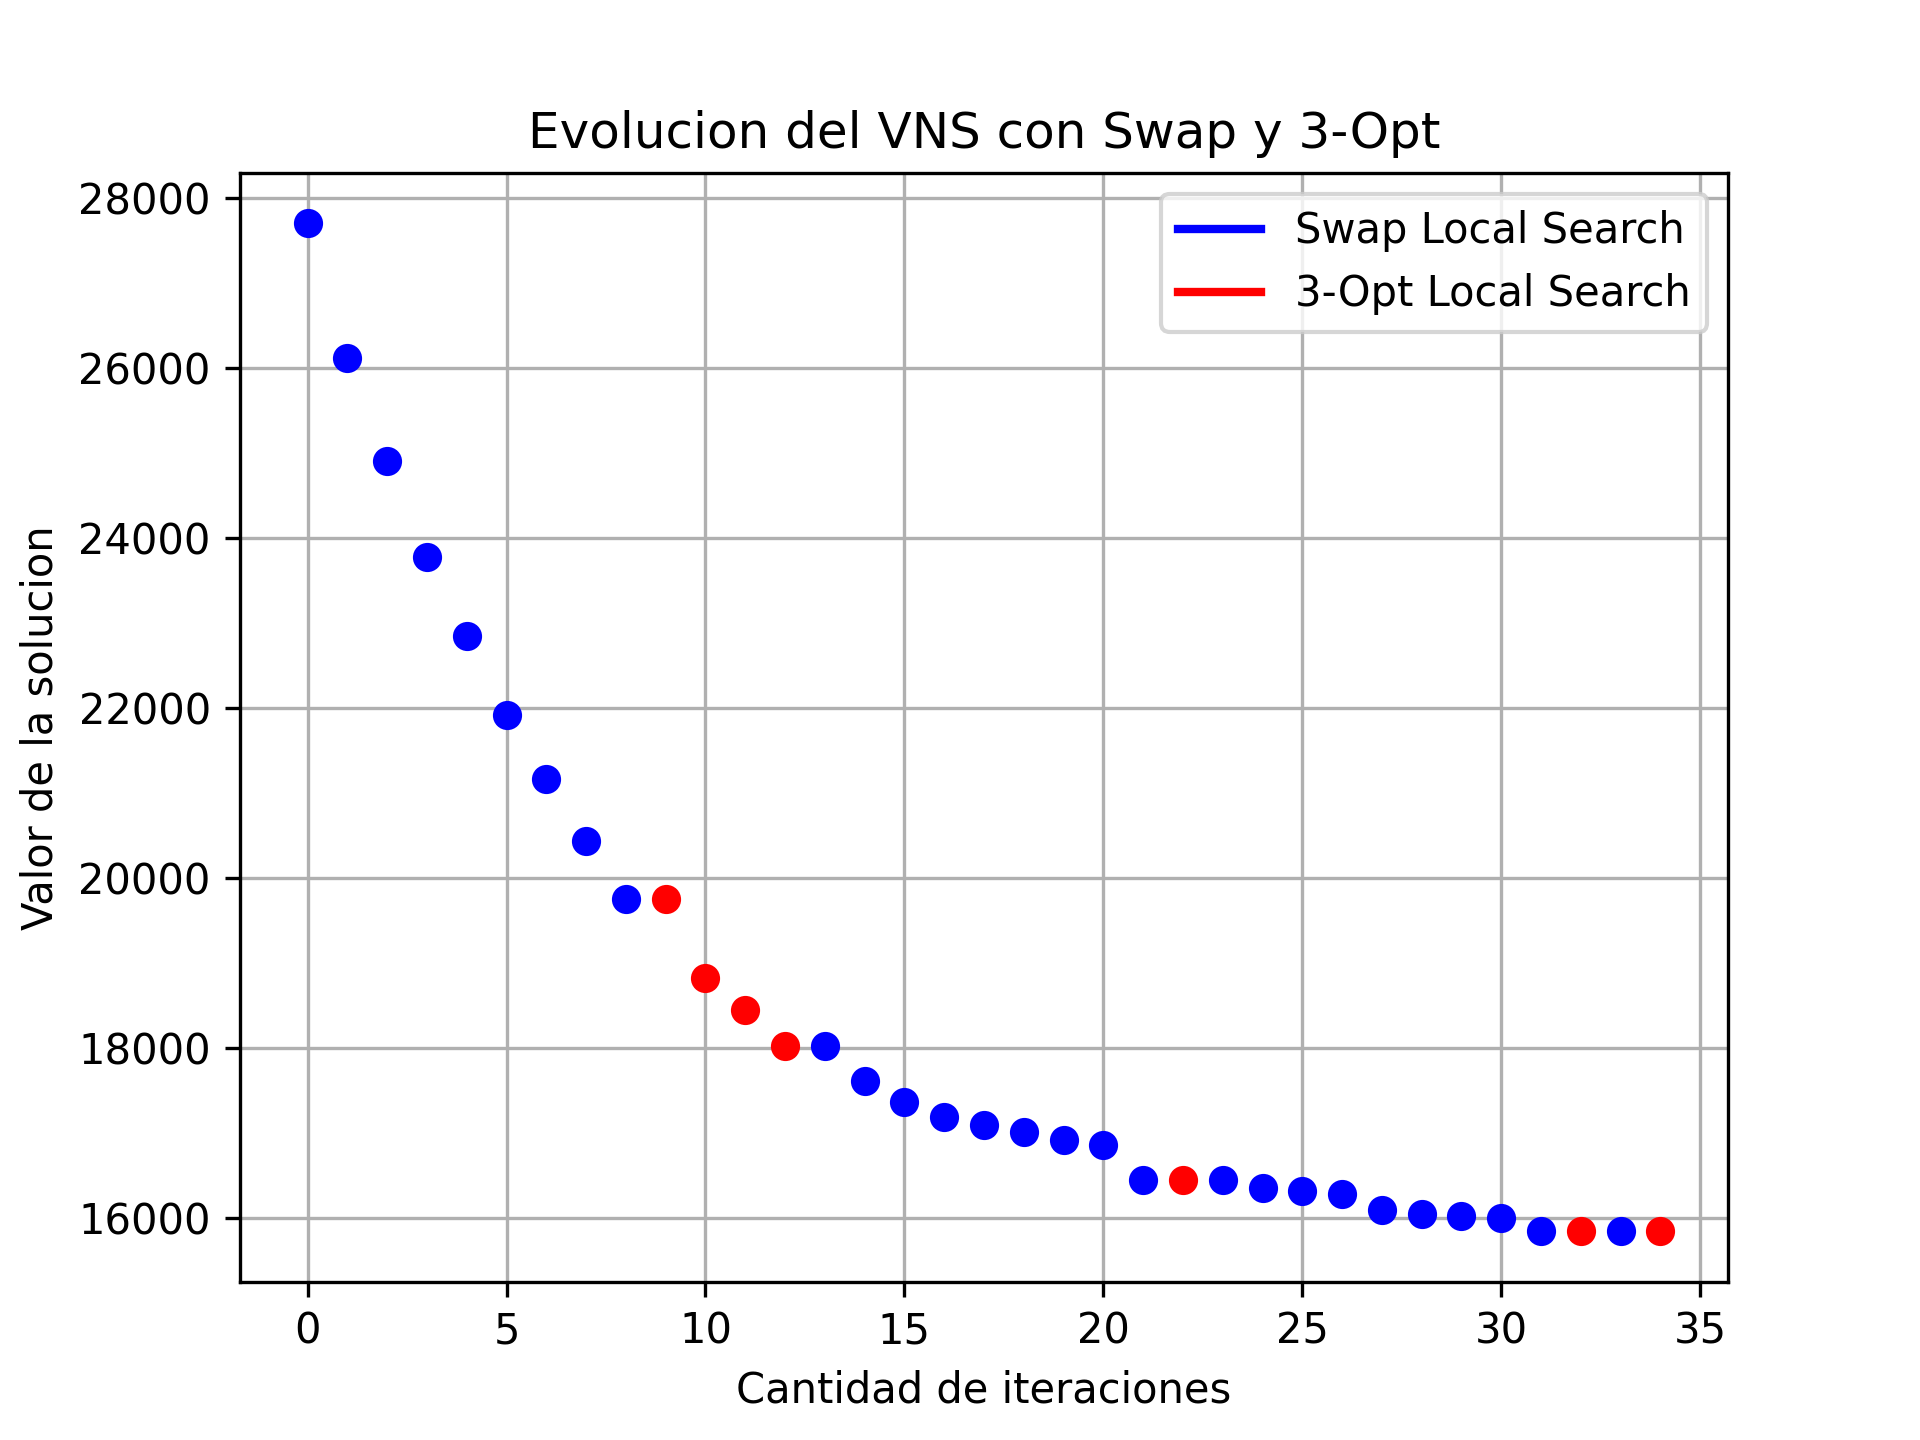 Evolucion del VNS con Swap y 3-Opt
28000
26000
24000
22000
20000
18000
16000
Valor de la solucion
Swap Local Search
3-Opt Local Search
0 5 10 15 20 25 30 35
Cantidad de iteraciones